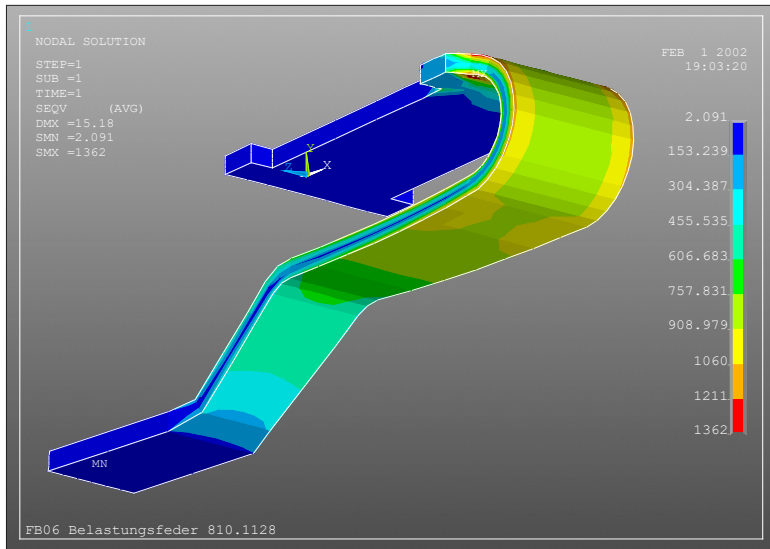 NODAL SOLUTION
STEP=1
SUB =1
TIME=1
SEQV     (AVG)
DMX =15.18
SMN =2.091
SMX =1362
FEB  1 2002
19:03:20
2.091
153.239
304.387
455.535
606.683
757.831
908.979
1060
1211
1362
Y
X
Z
MN
FB06 Belastungsfeder 810.1128